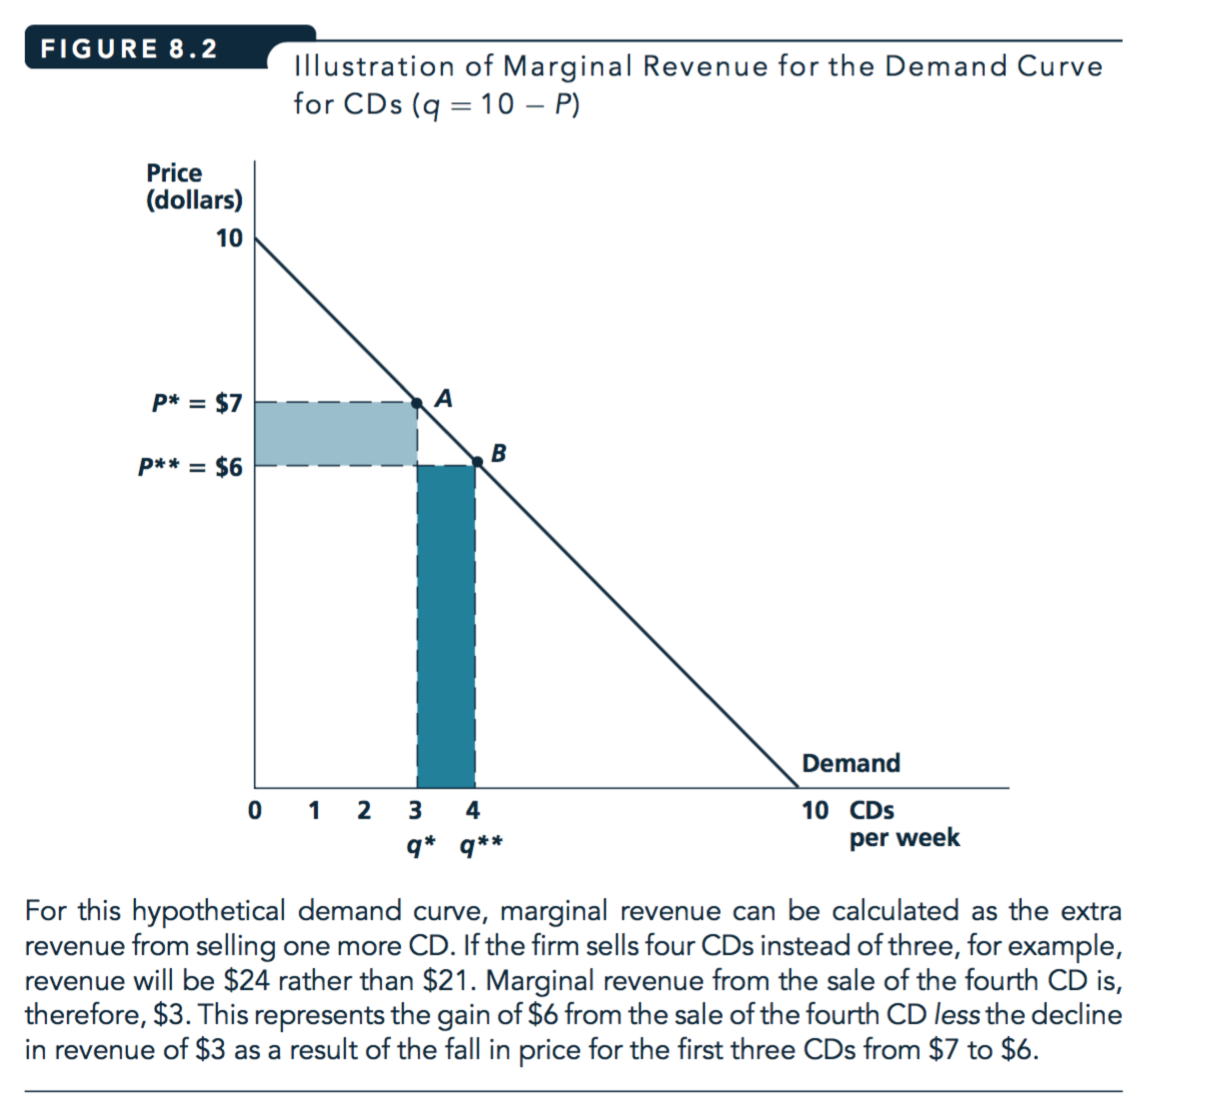 FIGURE 8.2
Illustration of Marginal Revenue for the Demand Curve
for CDs (q = 10 – P)
Price
(dollars)
10
P* = $7
A
B
P** = $6
Demand
0 1 2 3 4 10 CDs
q* q** per week
For this hypothetical demand curve, marginal revenue can be calculated as the extra
revenue from selling one more CD. If the firm sells four CDs instead of three, for example,
revenue will be $24 rather than $21. Marginal revenue from the sale of the fourth CD is,
therefore, $3. This represents the gain of $6 from the sale of the fourth CD less the decline
in revenue of $3 as a result of the fall in price for the first three CDs from $7 to $6.